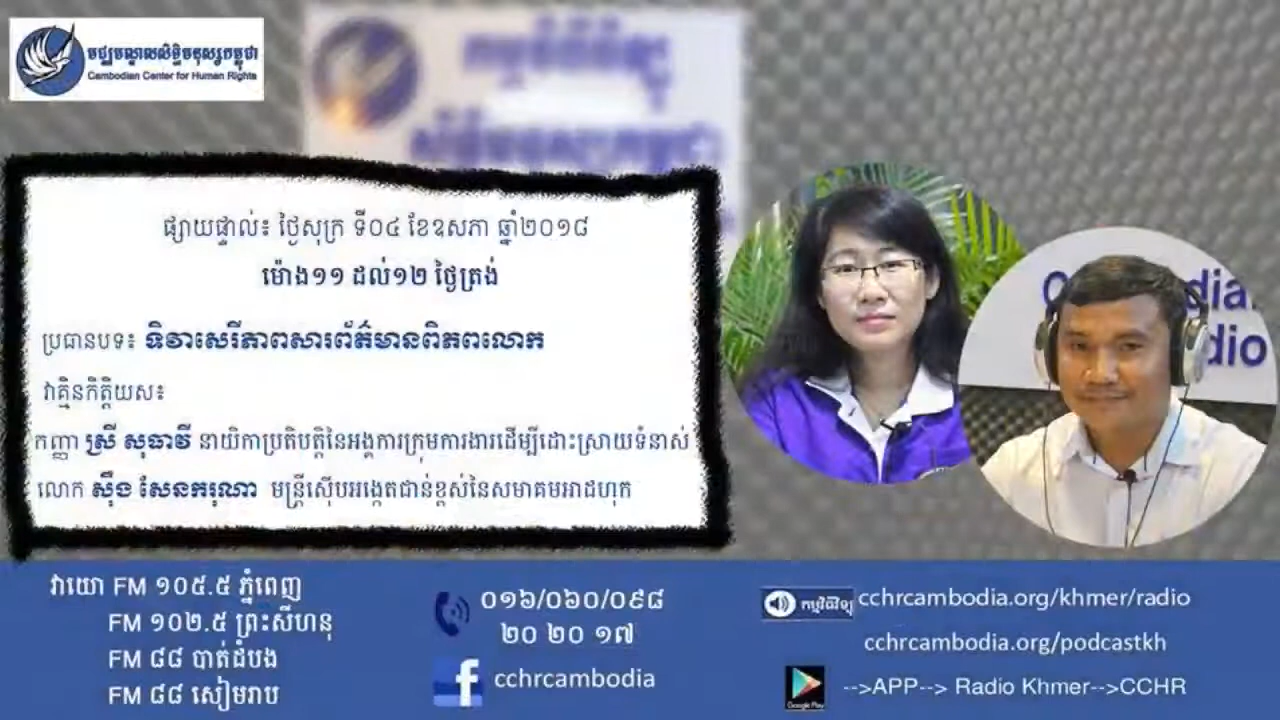 មជ្ឈមណ្ឌលសិទ្ធិមនុស្សកម្ពុជា
Cambodian Center for Human Rights
ផ្សាយផ្ទាល់៖ ថ្ងៃសុក្រ ទី០៤ ខែឧសភា ឆ្នាំ២០១៨
ម៉ោង១១ ដល់១២ ថ្ងៃត្រង់
ប្រធានបទ៖ ទិវាសេរីភាពសារព័ត៌មានពិភពលោក
វាគ្មិនកិត្តិយស៖
កញ្ញា ស្រី សុធាវី នាយិកាប្រតិបត្តិនៃអង្គការក្រុមការងារដើម្បីដោះស្រាយទំនាស់
លោក ស៊ឹង សែនករុណា មន្ត្រីស៊ើបអង្កេតជាន់ខ្ពស់នៃសមាគមអាដហុក
វាយោ FM ១០៥.៥ ភ្នំពេញ
FM ១០២.៥ ព្រះសីហនុ
FM ៨៨ បាត់ដំបង
FM ៨៨ សៀមរាប
០១៦/០៦០/០៩៨
២០ ២០ ១៧
cchrcambodia
កម្មវិធីវិទ្យុ cchrcambodia.org/khmer/radio
cchrcambodia.org/podcastkh
Google Play -->APP--> Radio Khmer-->CCHR